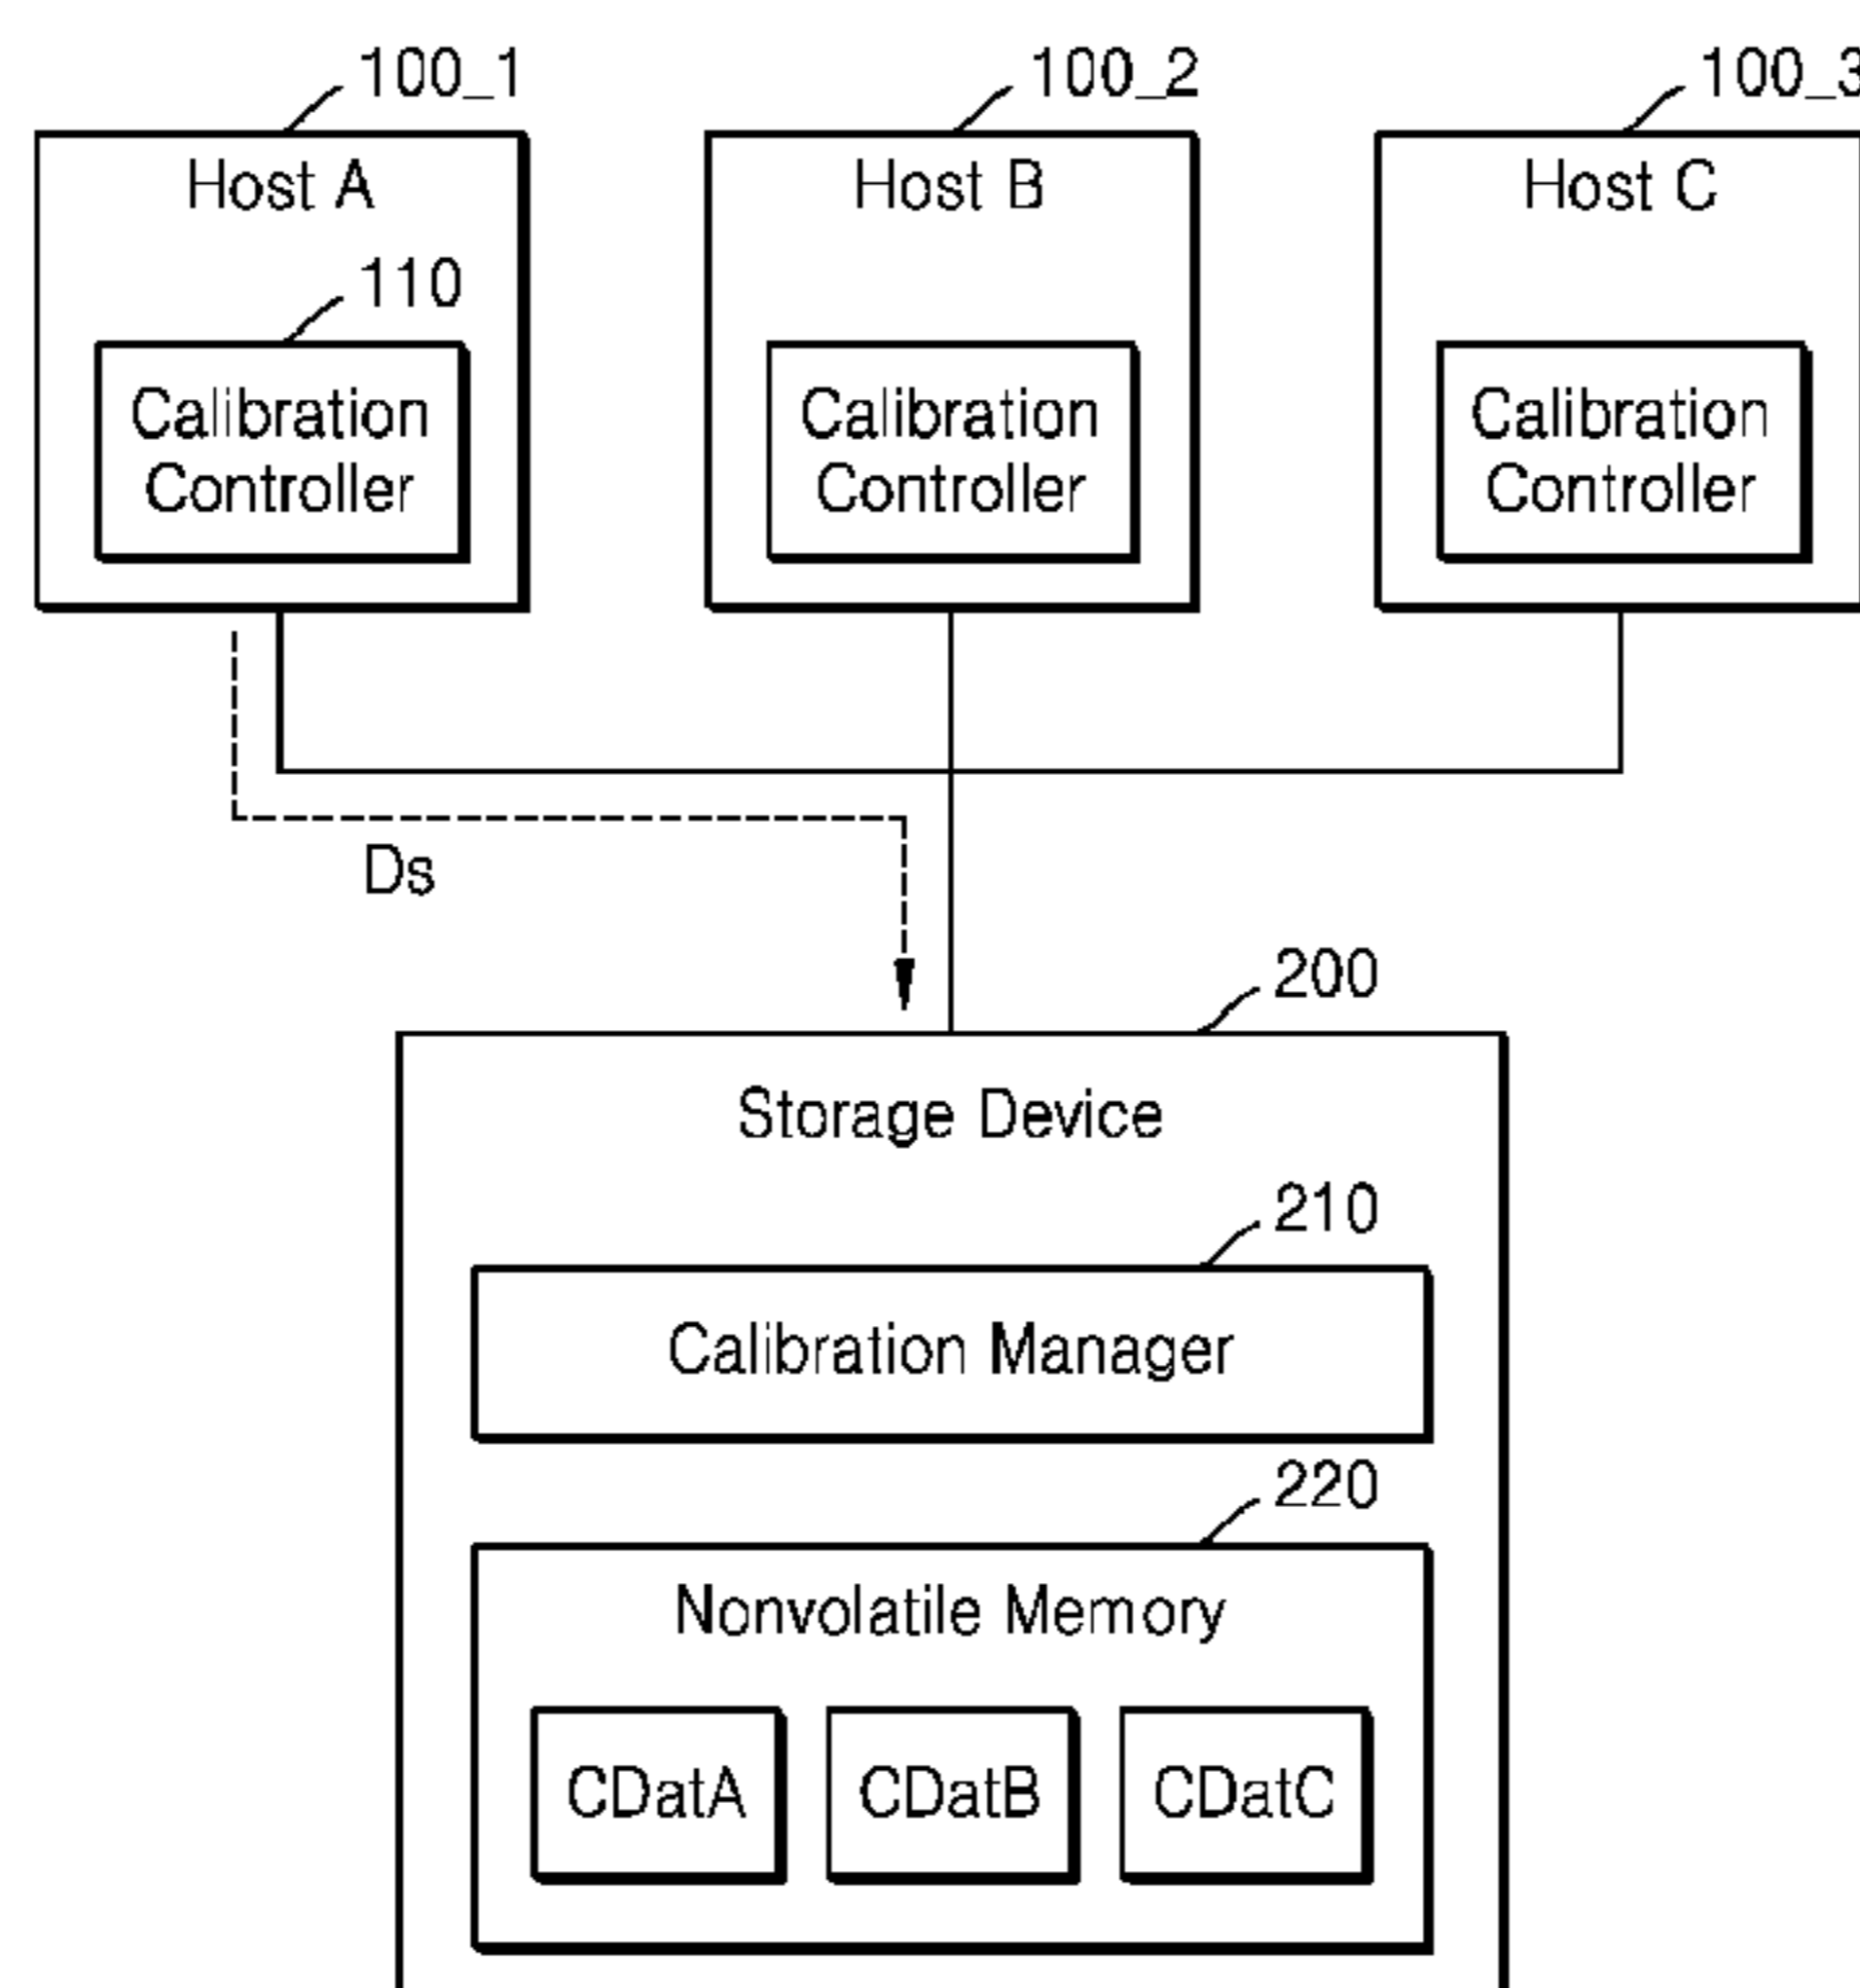 100_1
100_2
100_3
Host A
Host B
Host C
110
Calibration
Controller
Calibration
Controller
Calibration
Controller
Ds
200
Storage Device
210
Calibration Manager
220
Nonvolatile Memory
CDatA
CDatB
CDatC